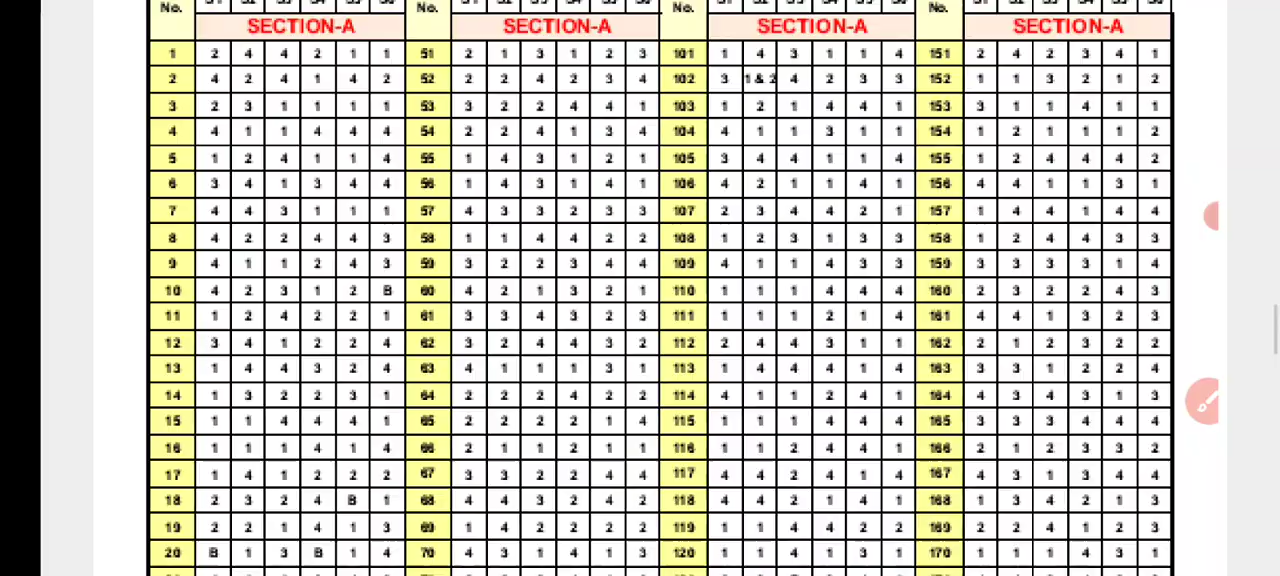 No. No. No. No.
SECTION-A SECTION-A SECTION-A SECTION-A
1 2 4 4 2 1 1 51 2 1 3 1 2 3 101 1 4 3 1 1 4 151 2 4 2 3 4 1
2 4 2 4 1 4 2 52 2 2 4 2 3 4 102 3 1 & 2 4 2 3 3 152 1 1 3 2 1 2
3 2 3 1 1 1 1 53 3 2 2 4 4 1 103 1 2 1 4 4 1 153 3 1 1 4 1 1
4 4 1 1 4 4 4 54 2 2 4 1 3 4 104 4 1 1 3 1 1 154 1 2 1 1 1 2
5 1 2 4 1 1 4 55 1 4 3 1 2 1 105 3 4 4 1 1 4 155 1 2 4 4 4 2
6 3 4 1 3 4 4 56 1 4 3 1 4 1 106 4 2 1 1 4 1 156 4 4 1 1 3 1
7 4 4 3 1 1 1 57 4 3 3 2 3 3 107 2 3 4 4 2 1 157 1 4 4 1 4 4
8 4 2 2 4 4 3 58 1 1 4 4 2 2 108 1 2 3 1 3 3 158 1 2 4 4 3 3
9 4 1 1 2 4 3 59 3 2 2 3 4 4 109 4 1 1 4 3 3 159 3 3 3 3 1 4
10 4 2 3 1 2 B 60 4 2 1 3 2 1 110 1 1 1 4 4 4 160 2 3 2 2 4 3
11 1 2 4 2 2 1 61 3 3 4 3 2 3 111 1 1 1 2 1 4 161 4 4 1 3 2 3
12 3 4 1 2 2 4 62 3 2 4 4 3 2 112 2 4 4 3 1 1 162 2 1 2 3 2 2
13 1 4 4 3 2 4 63 4 1 1 1 3 1 113 1 4 4 4 1 4 163 3 3 1 2 2 4
14 1 3 2 2 3 1 64 2 2 2 4 2 2 114 4 1 1 2 4 1 164 4 3 4 3 1 3
15 1 1 4 4 4 1 65 2 2 2 2 1 4 115 1 1 1 4 4 4 165 3 3 3 4 4 4
16 1 1 1 4 1 4 66 2 1 1 2 1 1 116 1 1 2 4 4 1 166 2 1 2 3 3 2
17 1 4 1 2 2 2 67 3 3 2 2 4 4 117 4 4 2 4 1 4 167 4 3 1 3 4 4
18 2 3 2 4 B 1 68 4 4 3 2 4 2 118 4 4 2 1 4 1 168 1 3 4 2 1 3
19 2 2 1 4 1 3 69 1 4 2 2 2 2 119 1 1 4 4 2 2 169 2 2 4 1 2 3
20 B 1 3 B 1 4 70 4 3 1 4 1 3 120 1 1 4 1 3 1 170 1 1 1 4 3 1